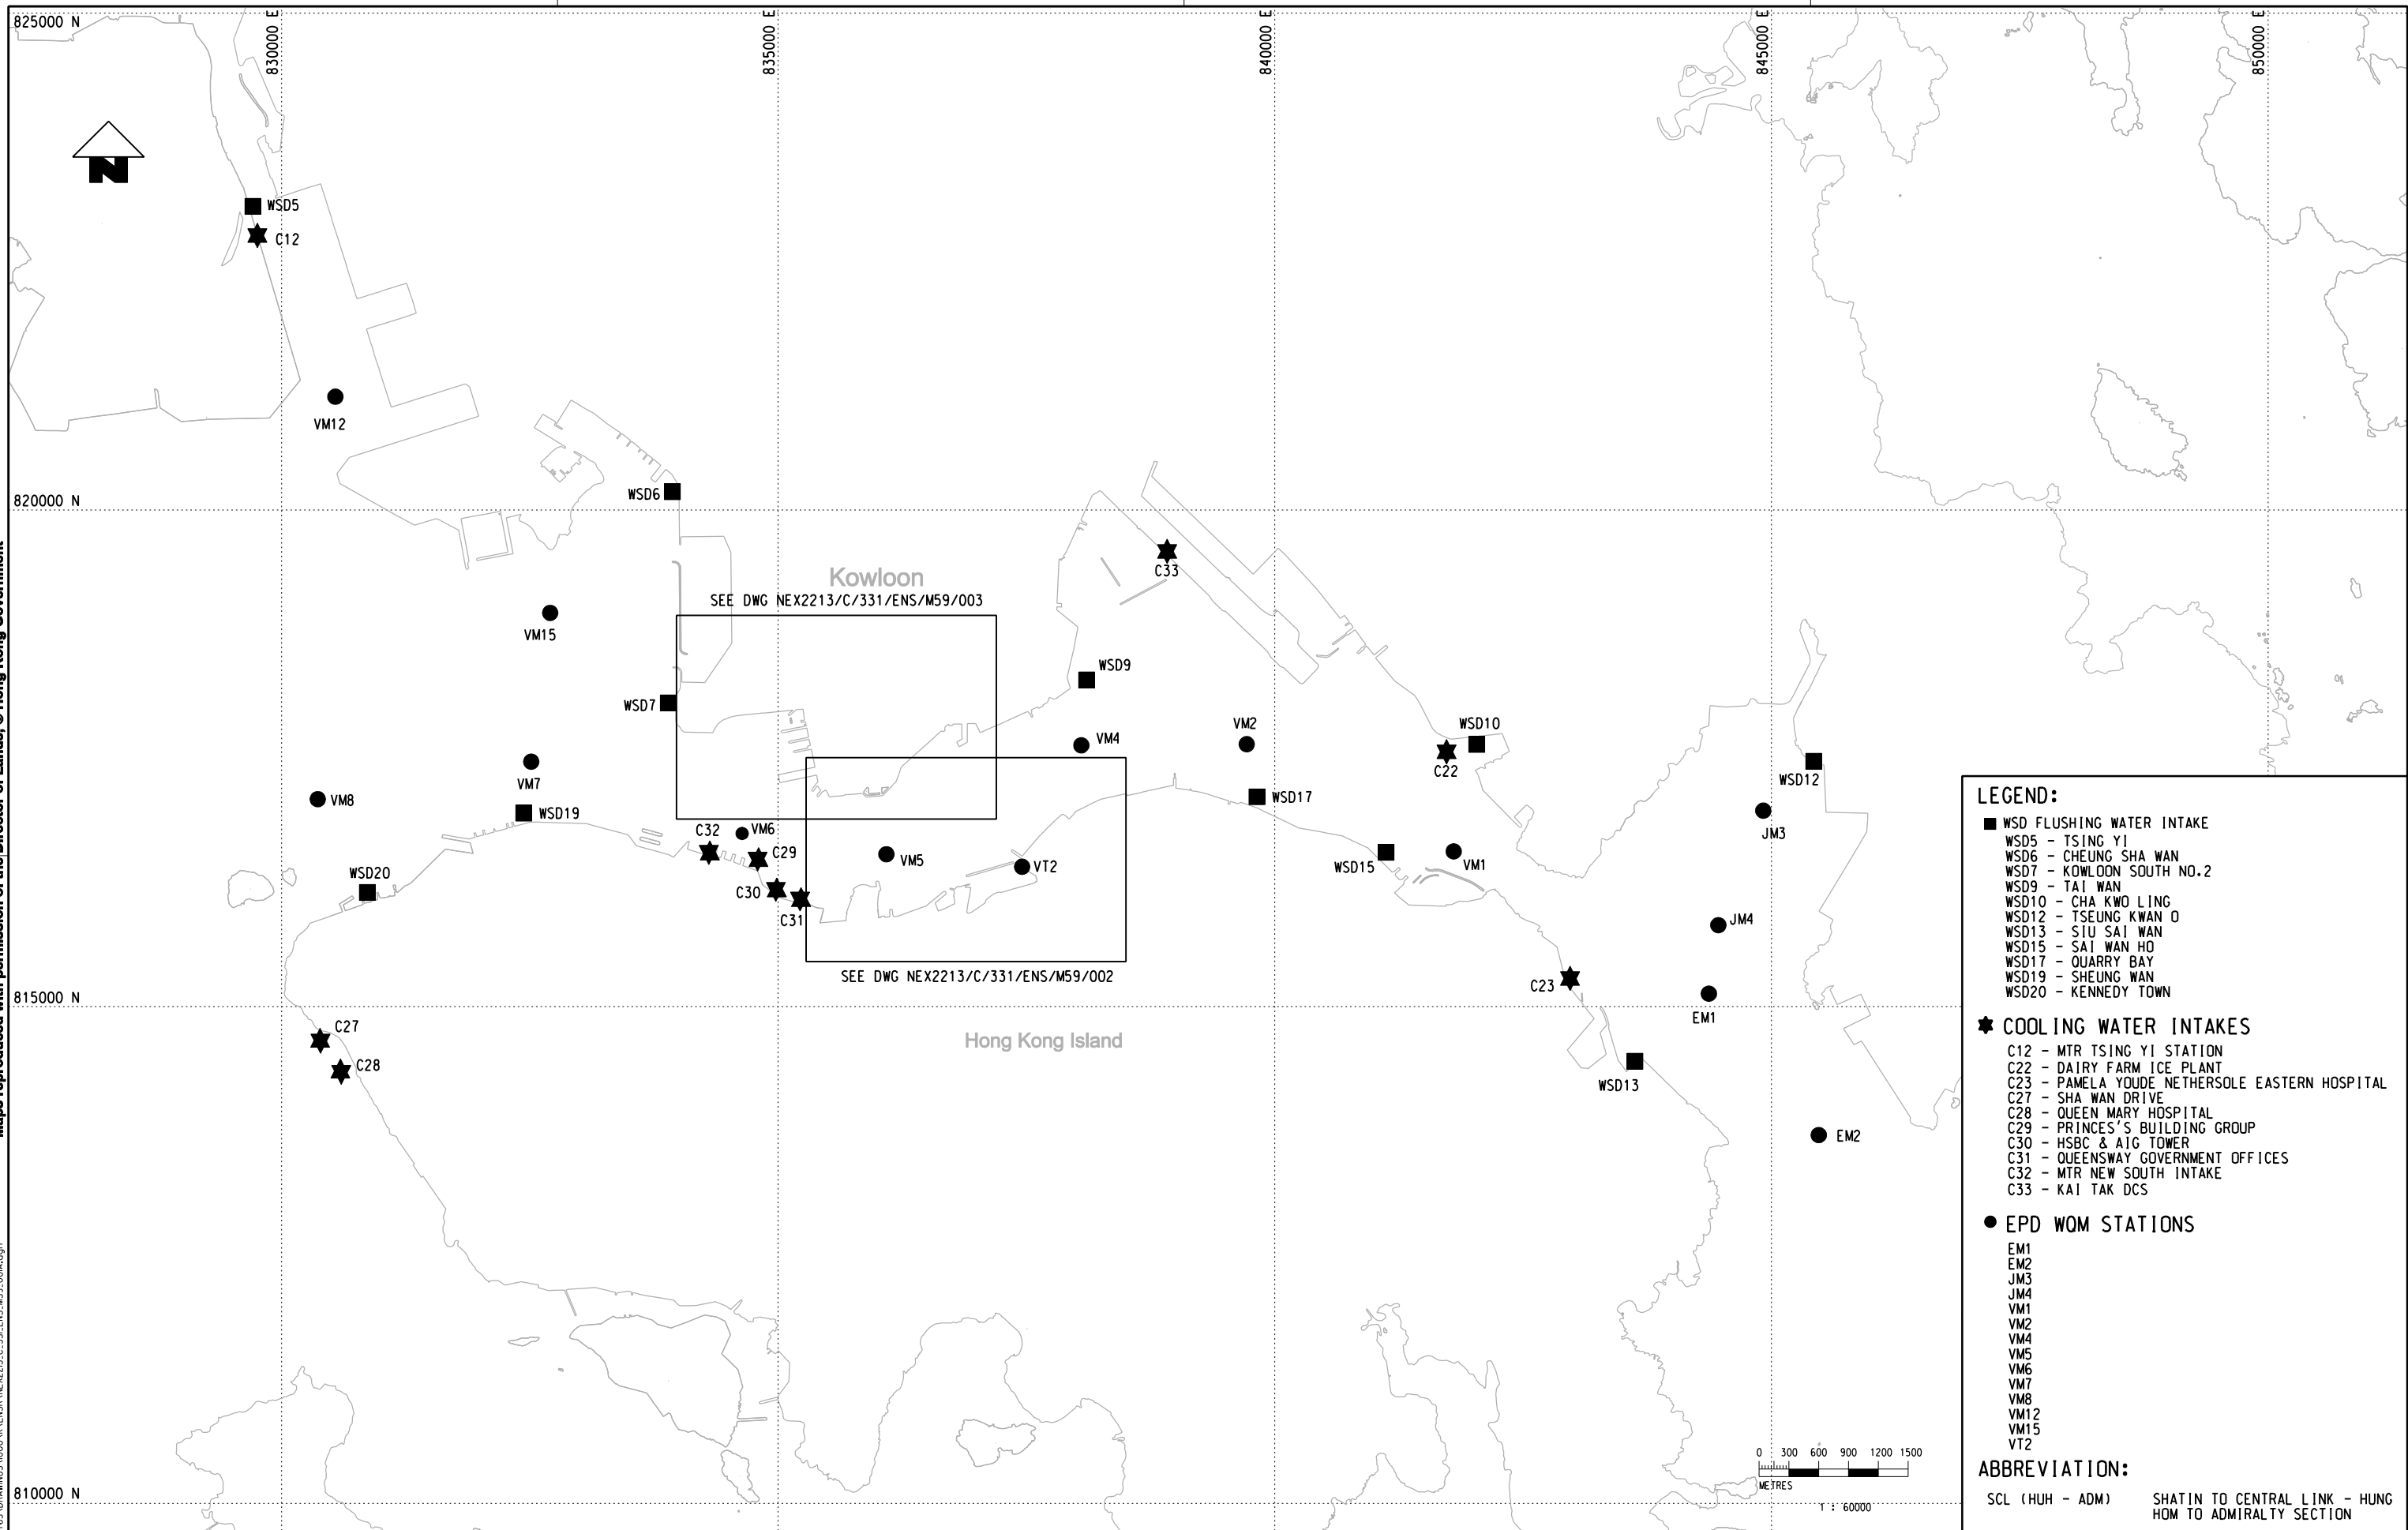 825000 N
830000 E
835000 E
840000 E
845000 E
850000 E
N
WSD5
C12
VM12
WSD6
820000 N
Kowloon
SEE DWG NEX2213/C/331/ENS/M59/003
C33
VM15
WSD9
WSD7
VM4
VM2
WSD10
C22
WSD12
VM7
VM8
WSD19
WSD17
JM3
C32
VM6
C29
VM5
VT2
WSD15
VM1
WSD20
C30
C31
JM4
SEE DWG NEX2213/C/331/ENS/M59/002
C23
815000 N
EM1
C27
Hong Kong Island
C28
WSD13
EM2
810000 N
0 300 600 900 1200 1500
METRES
1 : 60000
LEGEND:
WSD FLUSHING WATER INTAKE
WSD5 - TSING YI
WSD6 - CHEUNG SHA WAN
WSD7 - KOWLOON SOUTH NO.2
WSD9 - TAI WAN
WSD10 - CHA KWO LING
WSD12 - TSEUNG KWAN O
WSD13 - SIU SAI WAN
WSD15 - SAI WAN HO
WSD17 - QUARRY BAY
WSD19 - SHEUNG WAN
WSD20 - KENNEDY TOWN
COOLING WATER INTAKES
C12 - MTR TSING YI STATION
C22 - DAIRY FARM ICE PLANT
C23 - PAMELA YOUDE NETHERSOLE EASTERN HOSPITAL
C27 - SHA WAN DRIVE
C28 - QUEEN MARY HOSPITAL
C29 - PRINCES'S BUILDING GROUP
C30 - HSBC & AIG TOWER
C31 - QUEENSWAY GOVERNMENT OFFICES
C32 - MTR NEW SOUTH INTAKE
C33 - KAI TAK DCS
EPD WQM STATIONS
EM1
EM2
JM3
JM4
VM1
VM2
VM4
VM5
VM6
VM7
VM8
VM12
VM15
VT2
ABBREVIATION:
SCL (HUH - ADM) SHATIN TO CENTRAL LINK - HUNG
HOM TO ADMIRALTY SECTION